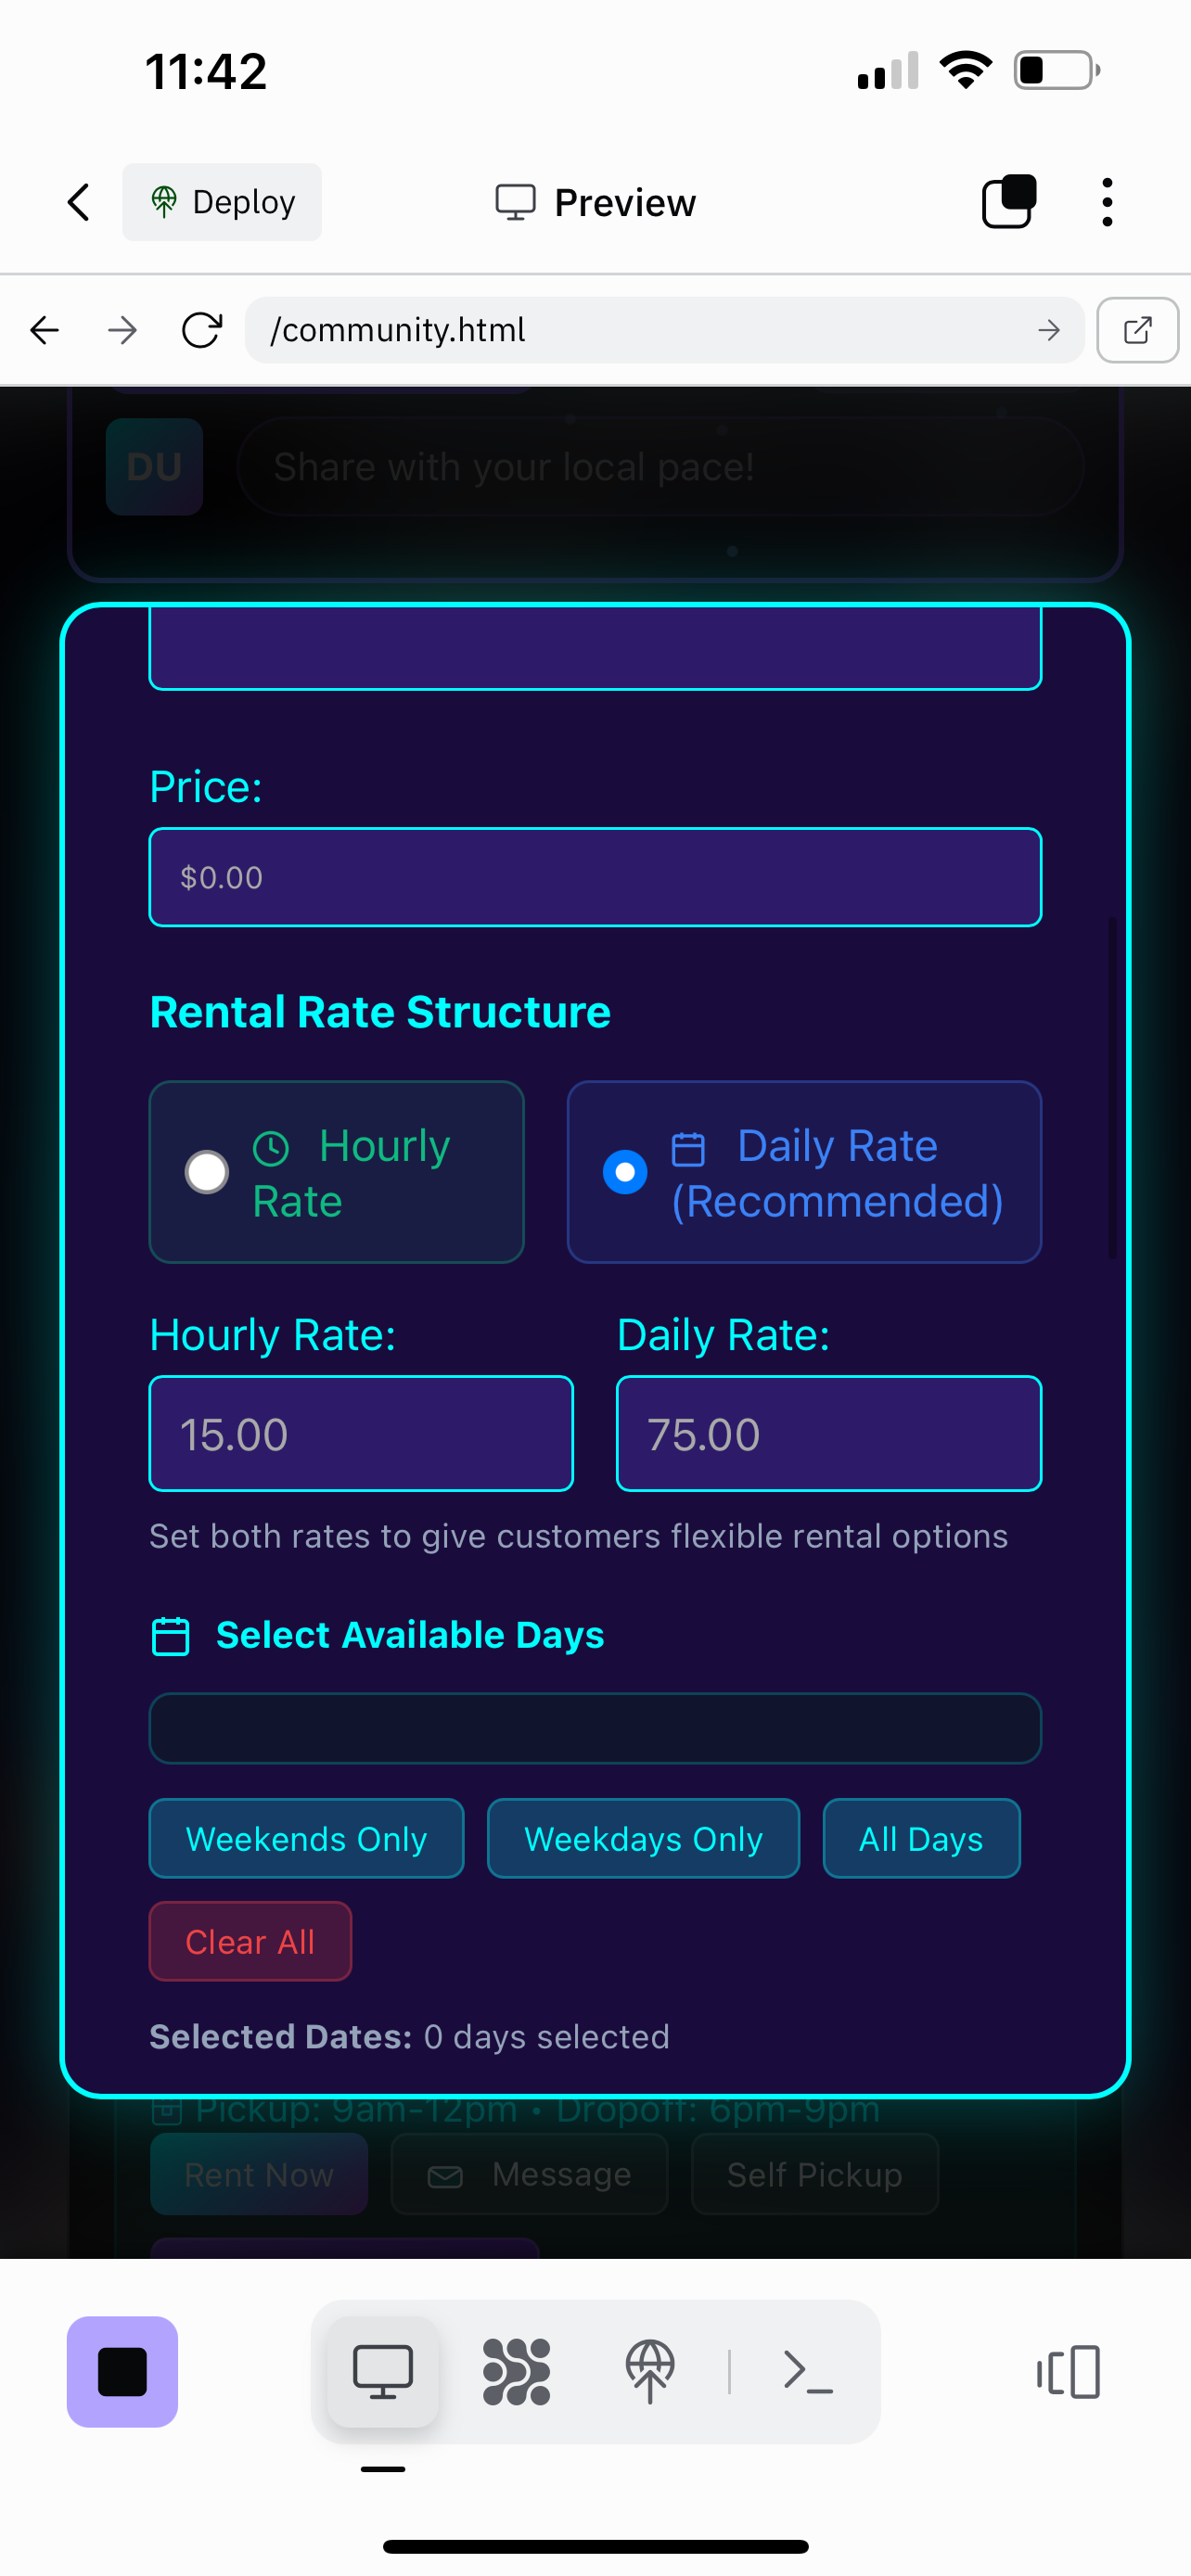 11:42
Deploy
Preview
/community.html
DU
Share with your local pace!
Price:
$0.00
Rental Rate Structure
Hourly
Rate
Daily Rate
(Recommended)
Hourly Rate:
Daily Rate:
15.00
75.00
Set both rates to give customers flexible rental options
Select Available Days
Weekends Only
Weekdays Only
All Days
Clear All
Selected Dates: 0 days selected
Pickup: 9am-12pm • Dropoff: 6pm-9pm
Rent Now
Message
Self Pickup